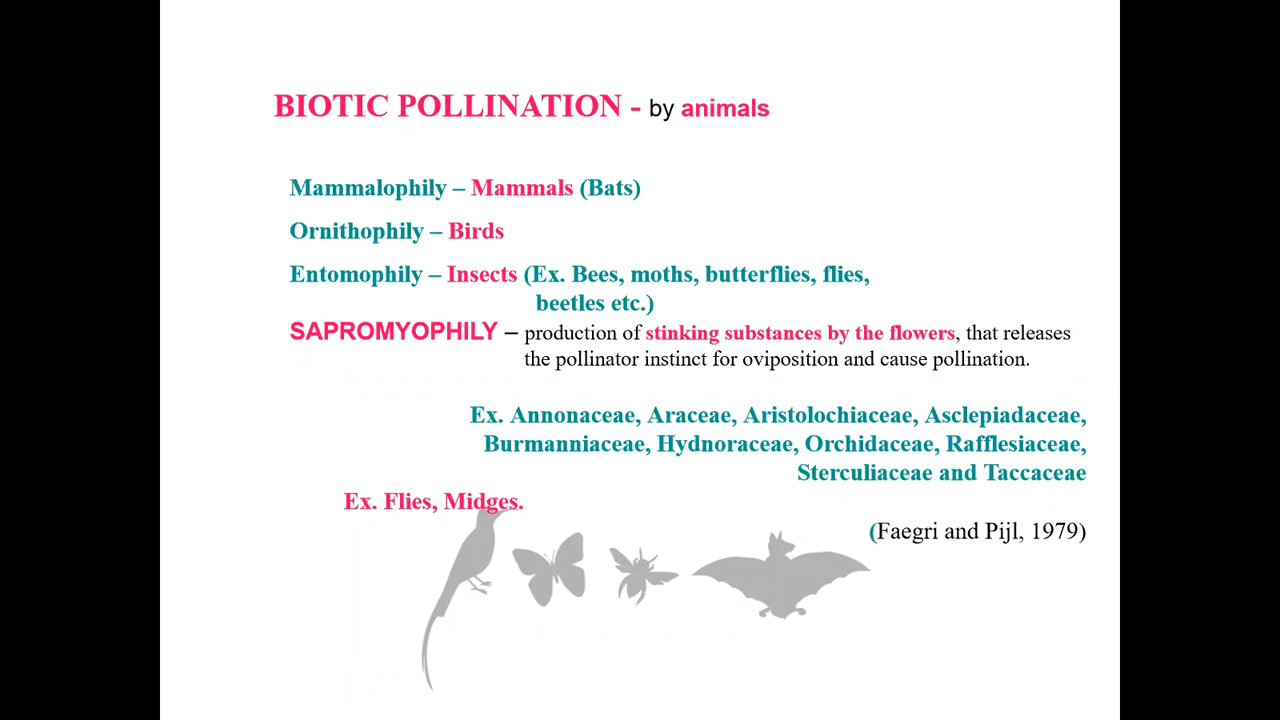 BIOTIC POLLINATION - by animals
Mammalophily – Mammals (Bats)
Ornithophily – Birds
Entomophily – Insects (Ex. Bees, moths, butterflies, flies,
beetles etc.)
SAPROMYOPHILY – production of stinking substances by the flowers, that releases
the pollinator instinct for oviposition and cause pollination.
Ex. Annonaceae, Araceae, Aristolochiaceae, Asclepiadaceae,
Burmanniaceae, Hydnoraceae, Orchidaceae, Rafflesiaceae,
Sterculiaceae and Taccaceae
Ex. Flies, Midges.
(Faegri and Pijl, 1979)